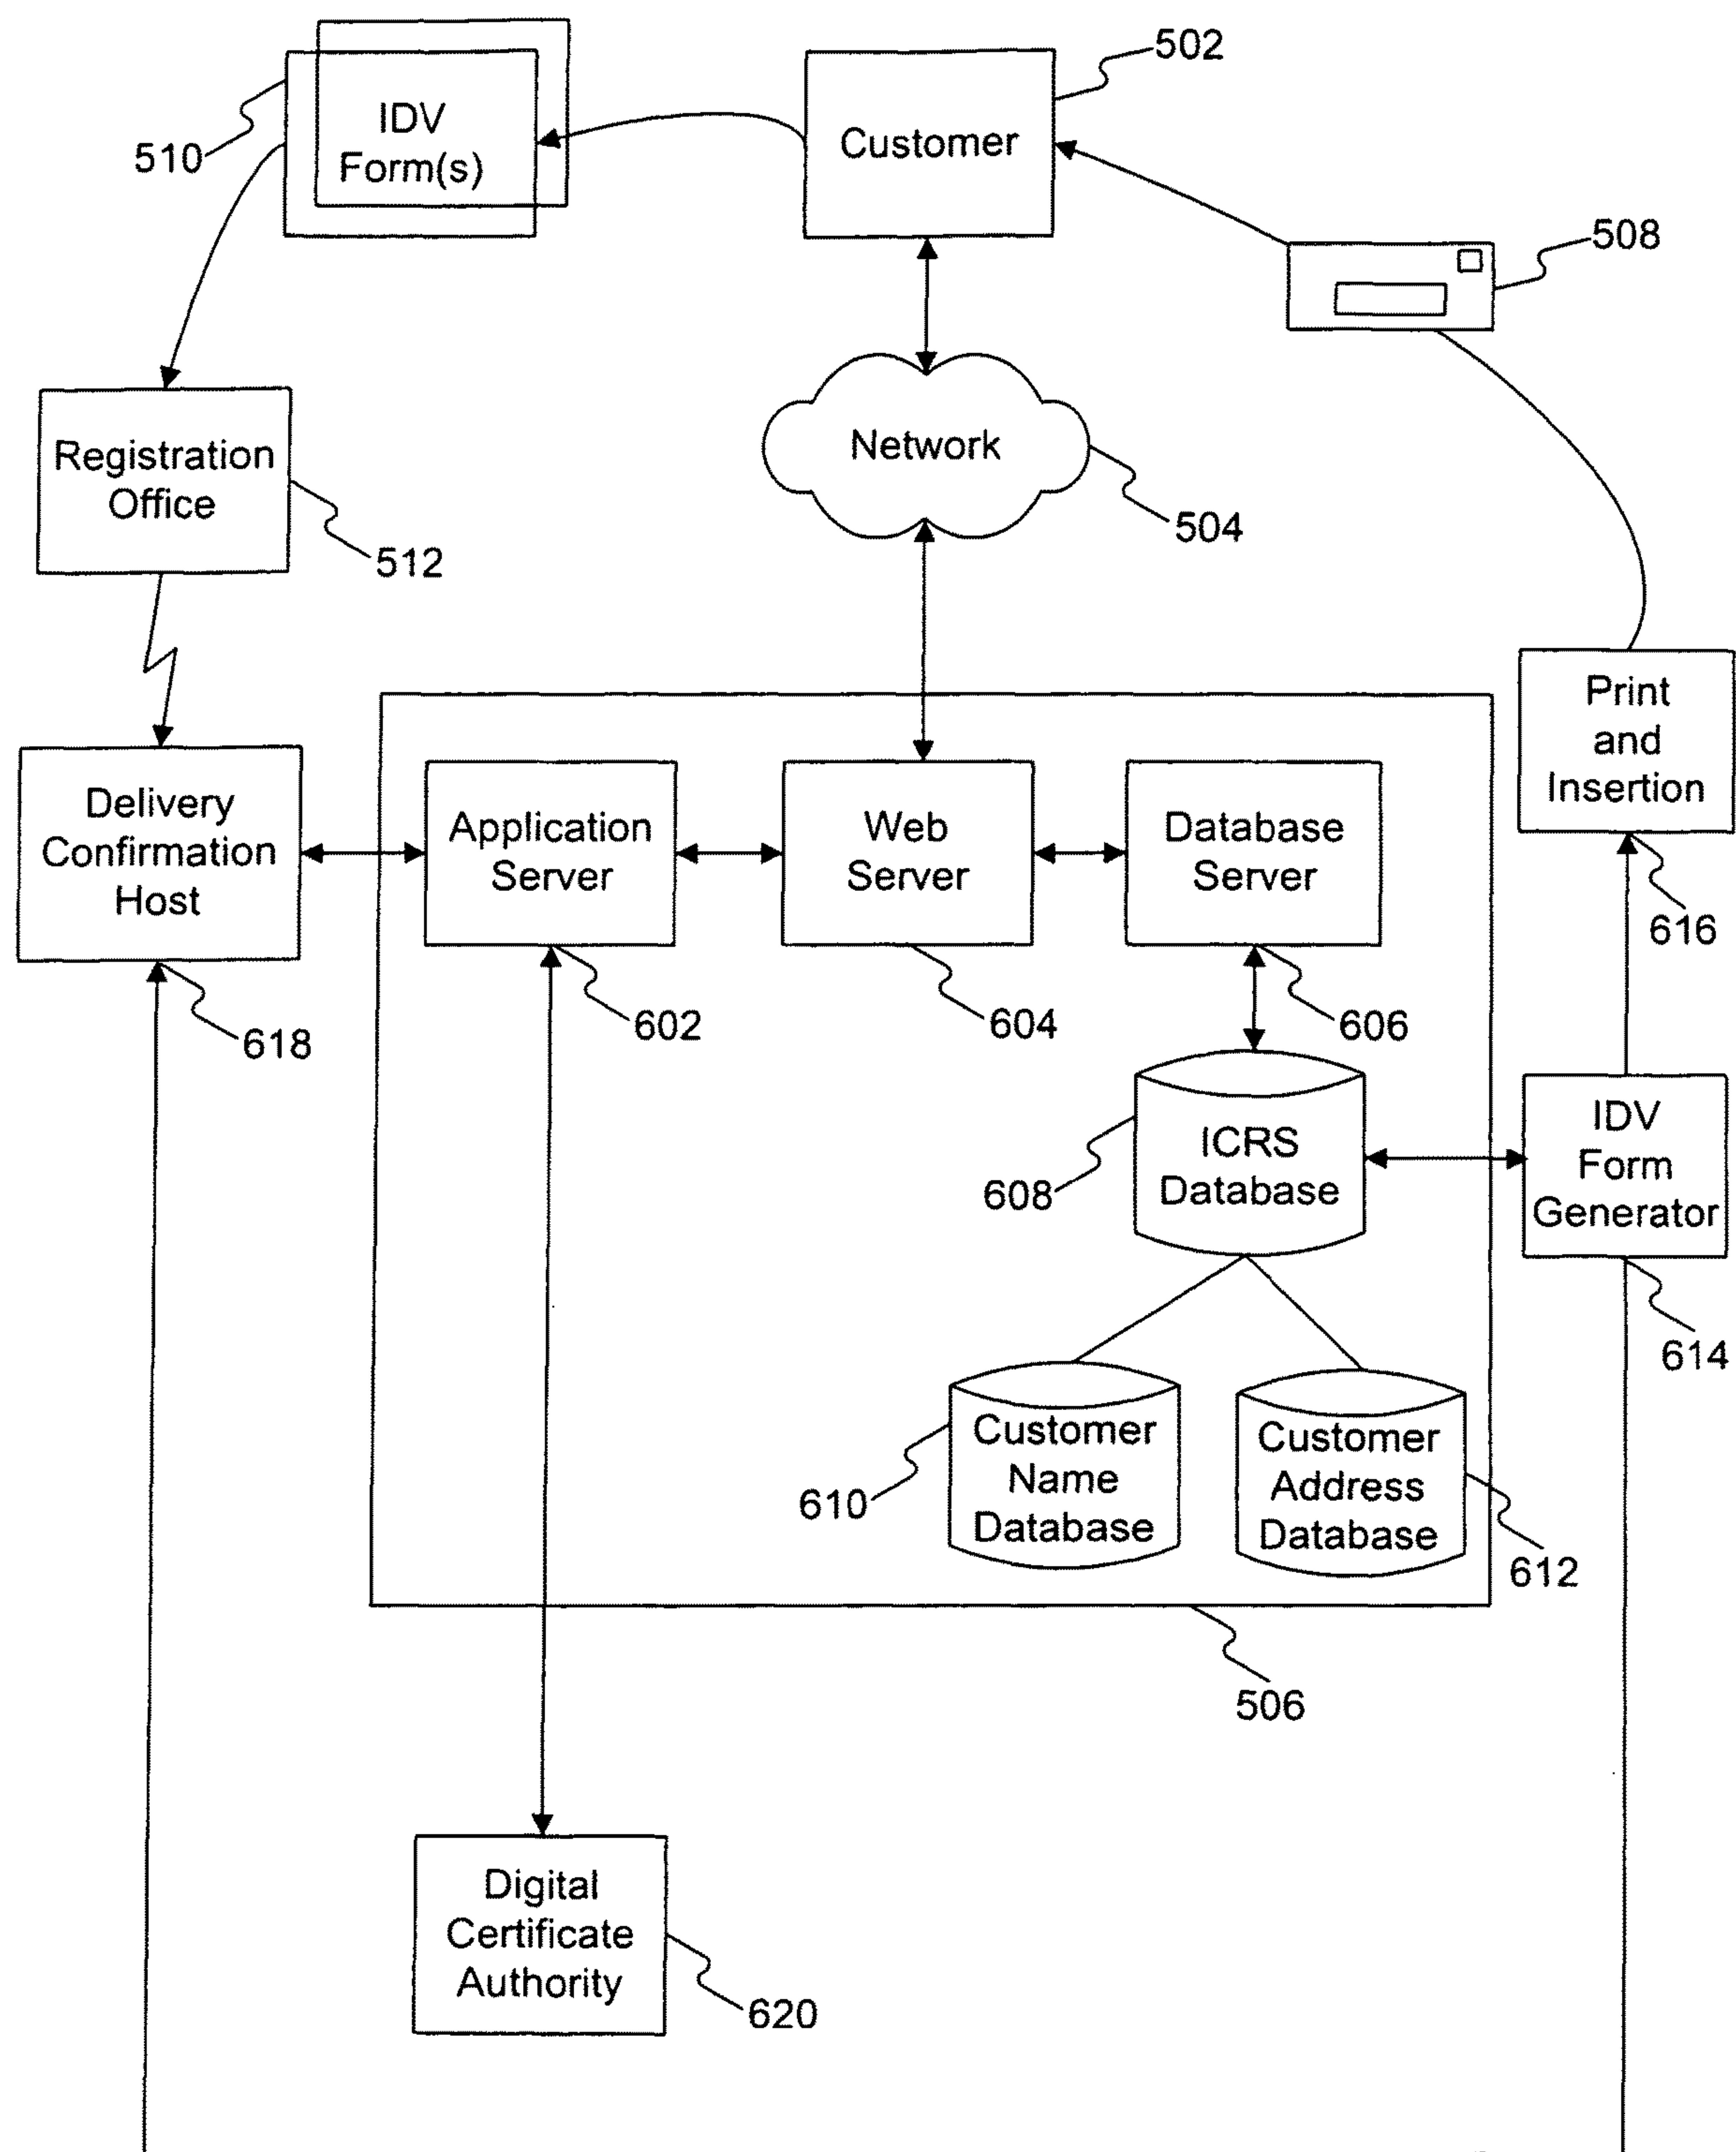 502
IDV
Form(s)
510
Customer
508
Registration
Office
512
Network
504
Print
and
Insertion
616
Delivery
Confirmation
Host
618
Application
Server
602
Web
Server
604
Database
Server
606
ICRS
Database
608
IDV
Form
Generator
614
Customer
Name
Database
610
Customer
Address
Database
612
506
Digital
Certificate
Authority
620